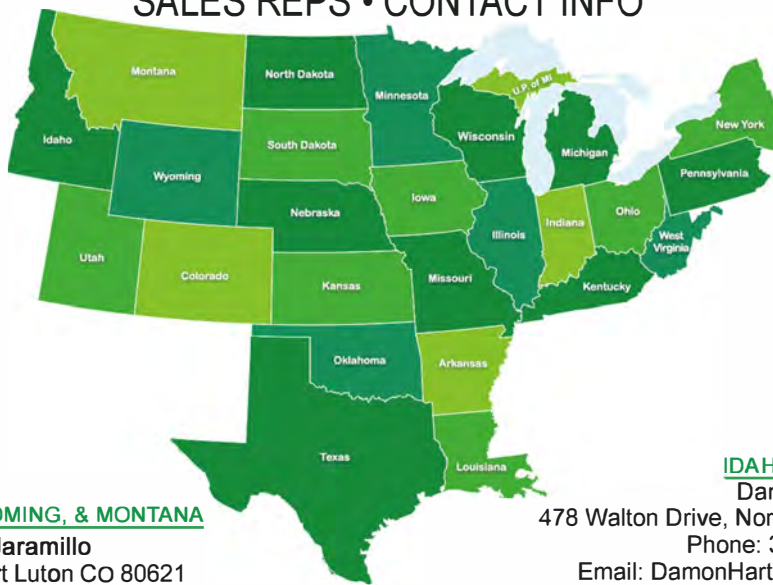 SALES REPS • CONTACT INFO
Montana
North Dakota
Minnesota
U.P. of MI
Idaho
South Dakota
Wisconsin
Michigan
New York
Wyoming
Pennsylvania
Nebraska
Iowa
Illinois
Indiana
Ohio
West
Virginia
Utah
Colorado
Kansas
Missouri
Kentucky
Oklahoma
Arkansas
Texas
Louisiana
OMING, & MONTANA
Jaramillo
rt Luton CO 80621
IDAH
Dar
478 Walton Drive, Nor
Phone: 3
Email: DamonHart